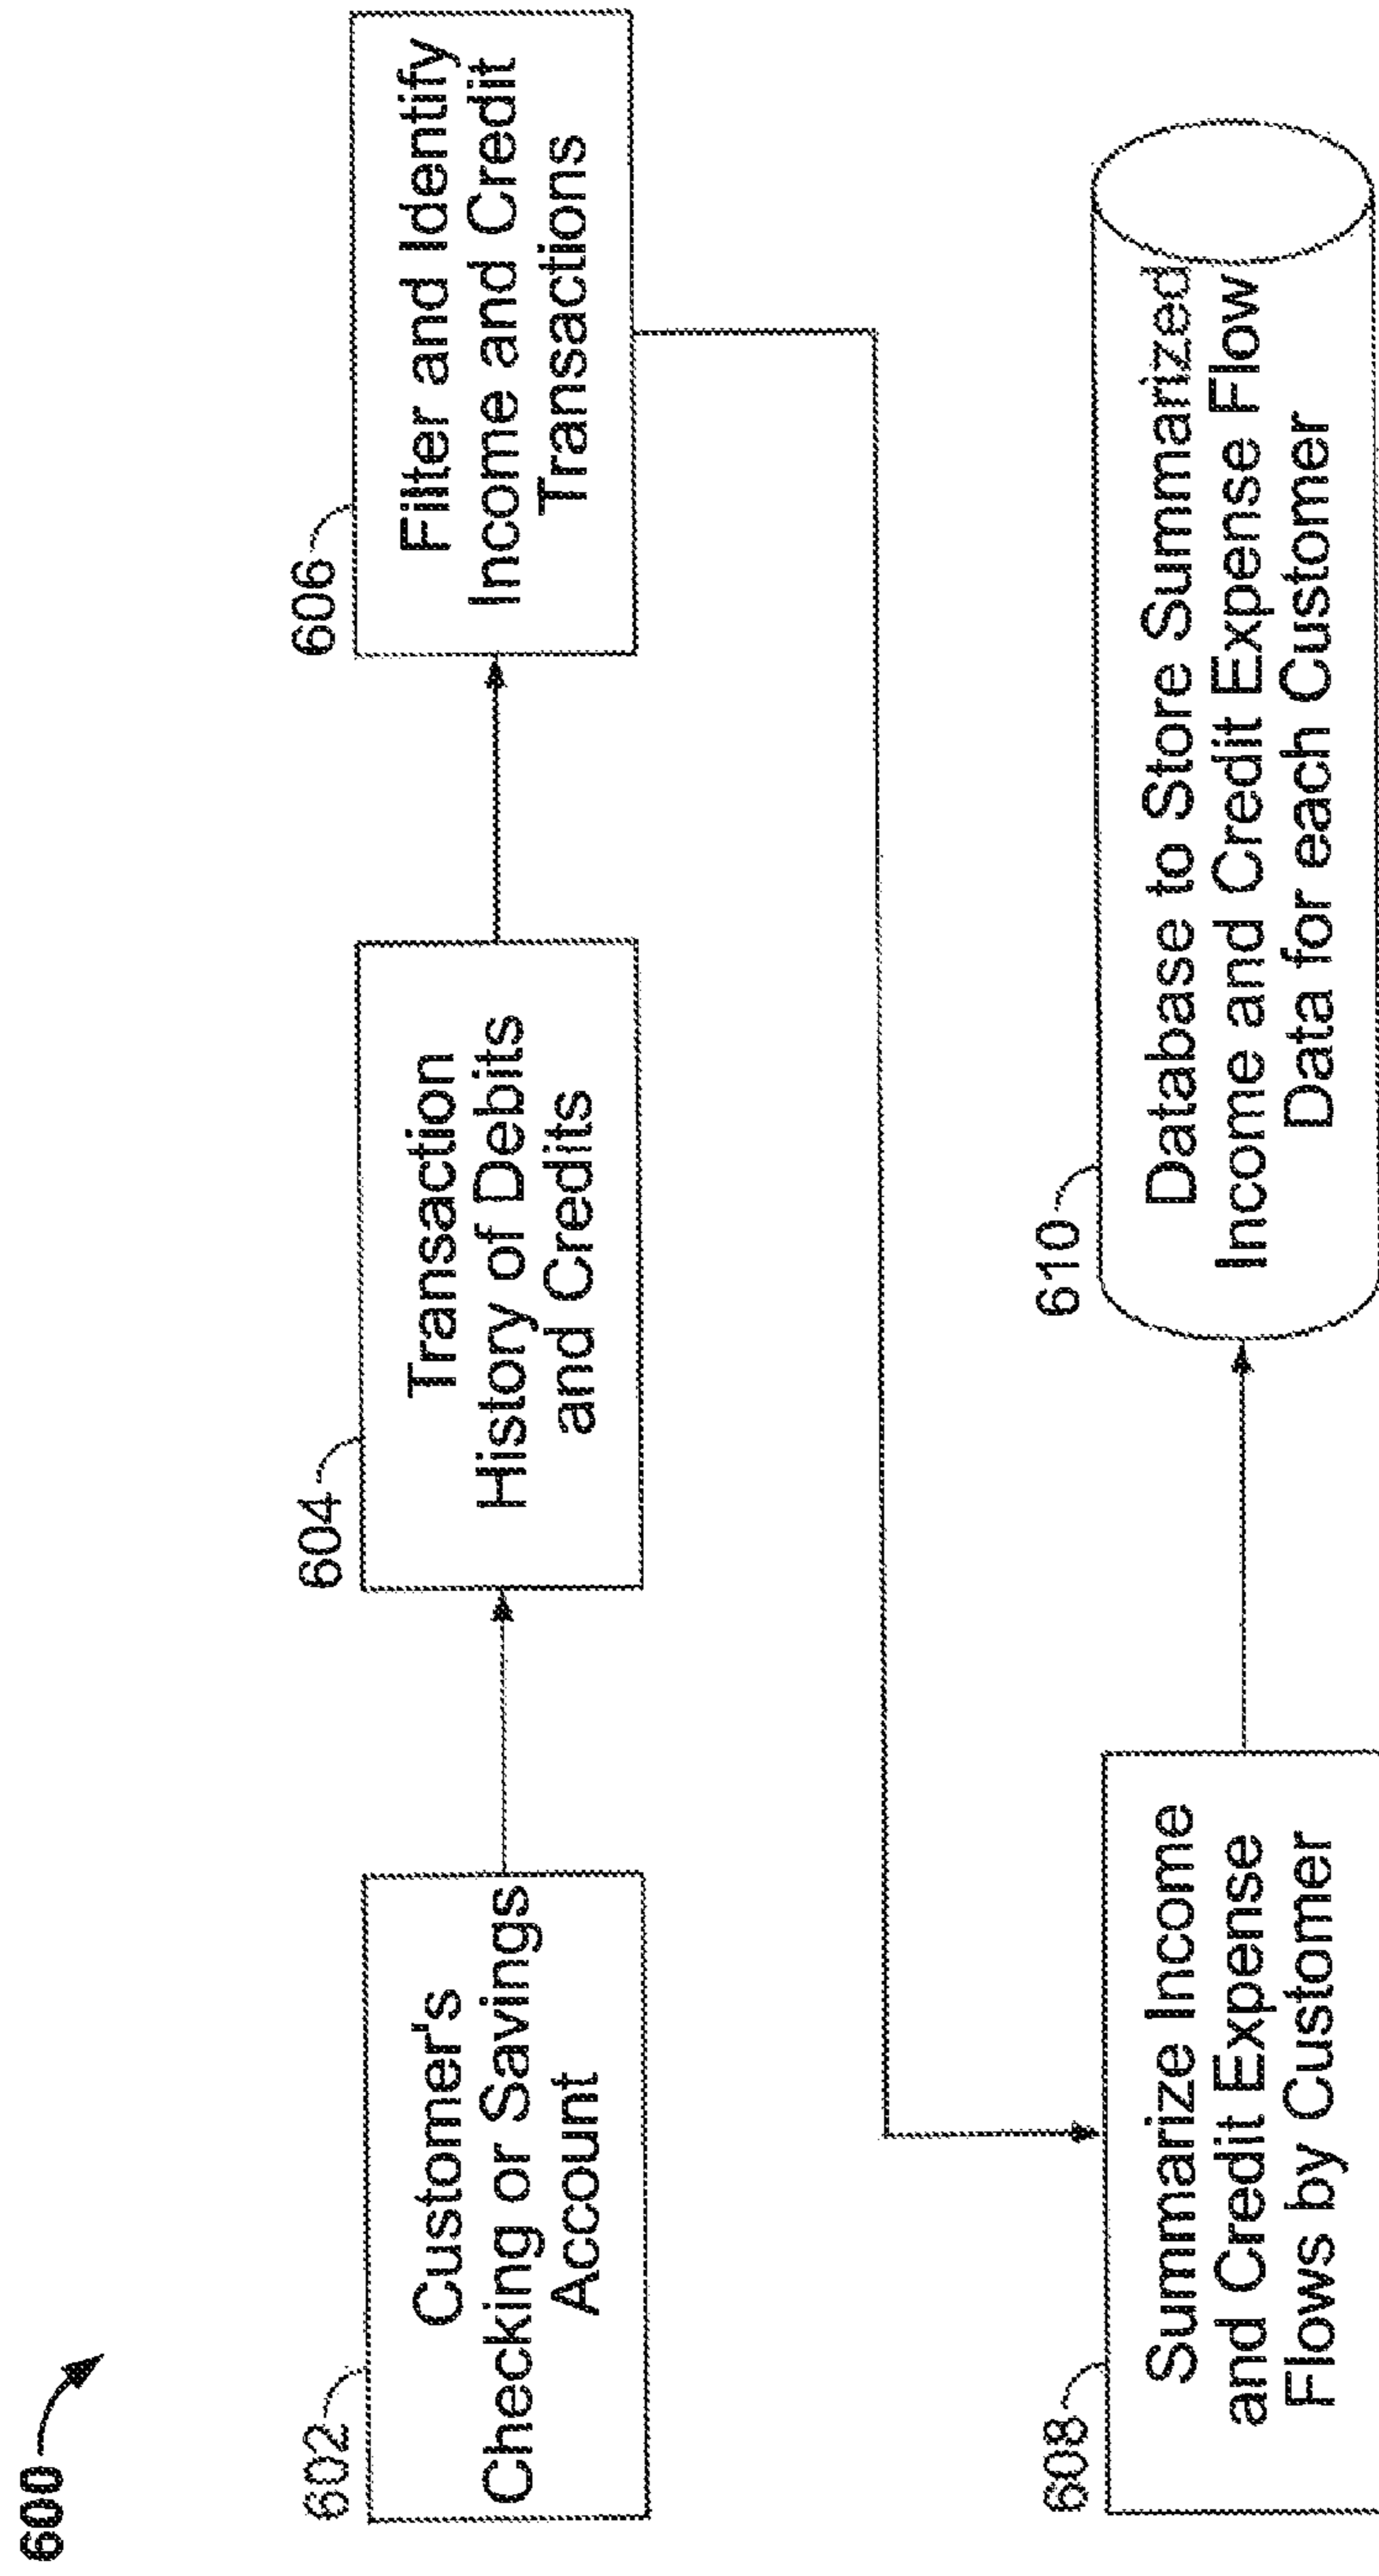 600
602
Customer's
Checking or Savings
Account
604
Transaction
History of Debits
and Credits
606
Filter and Identify
Income and Credit
Transactions
608
Summarize Income
and Credit Expense
Flows by Customer
610
Database to Store Summarized
Income and Credit Expense Flow
Data for each Customer